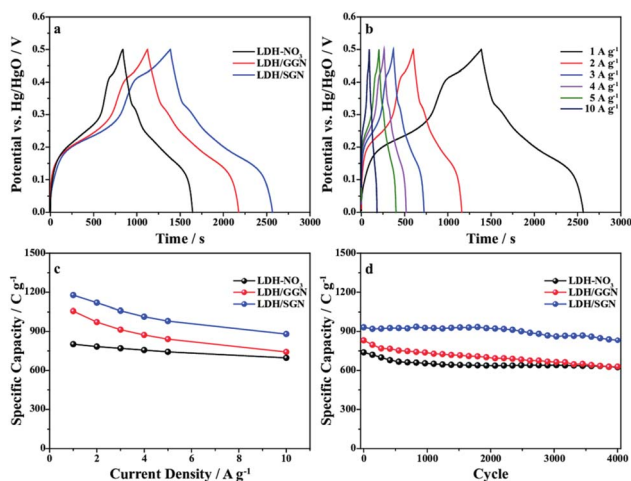 a
LDH-NO3
LDH/GGN
LDH/SGN
Potential vs. Hg/HgO / V
0.6
0.5
0.4
0.3
0.2
0.1
0.0
0 500 1000 1500 2000 2500 3000
Time / s
b
1 A g-1
2 A g-1
3 A g-1
4 A g-1
5 A g-1
10 A g-1
Potential vs. Hg/HgO / V
0.6
0.5
0.4
0.3
0.2
0.1
0.0
0 500 1000 1500 2000 2500 3000
Time / s
c
LDH-NO3
LDH/GGN
LDH/SGN
Specific Capacity / C g-1
1500
1200
900
600
300
0
2 4 6 8 10
Current Density / A g-1
d
LDH-NO3
LDH/GGN
LDH/SGN
Specific Capacity / C g-1
1500
1200
900
600
300
0
0 1000 2000 3000 4000
Cycle